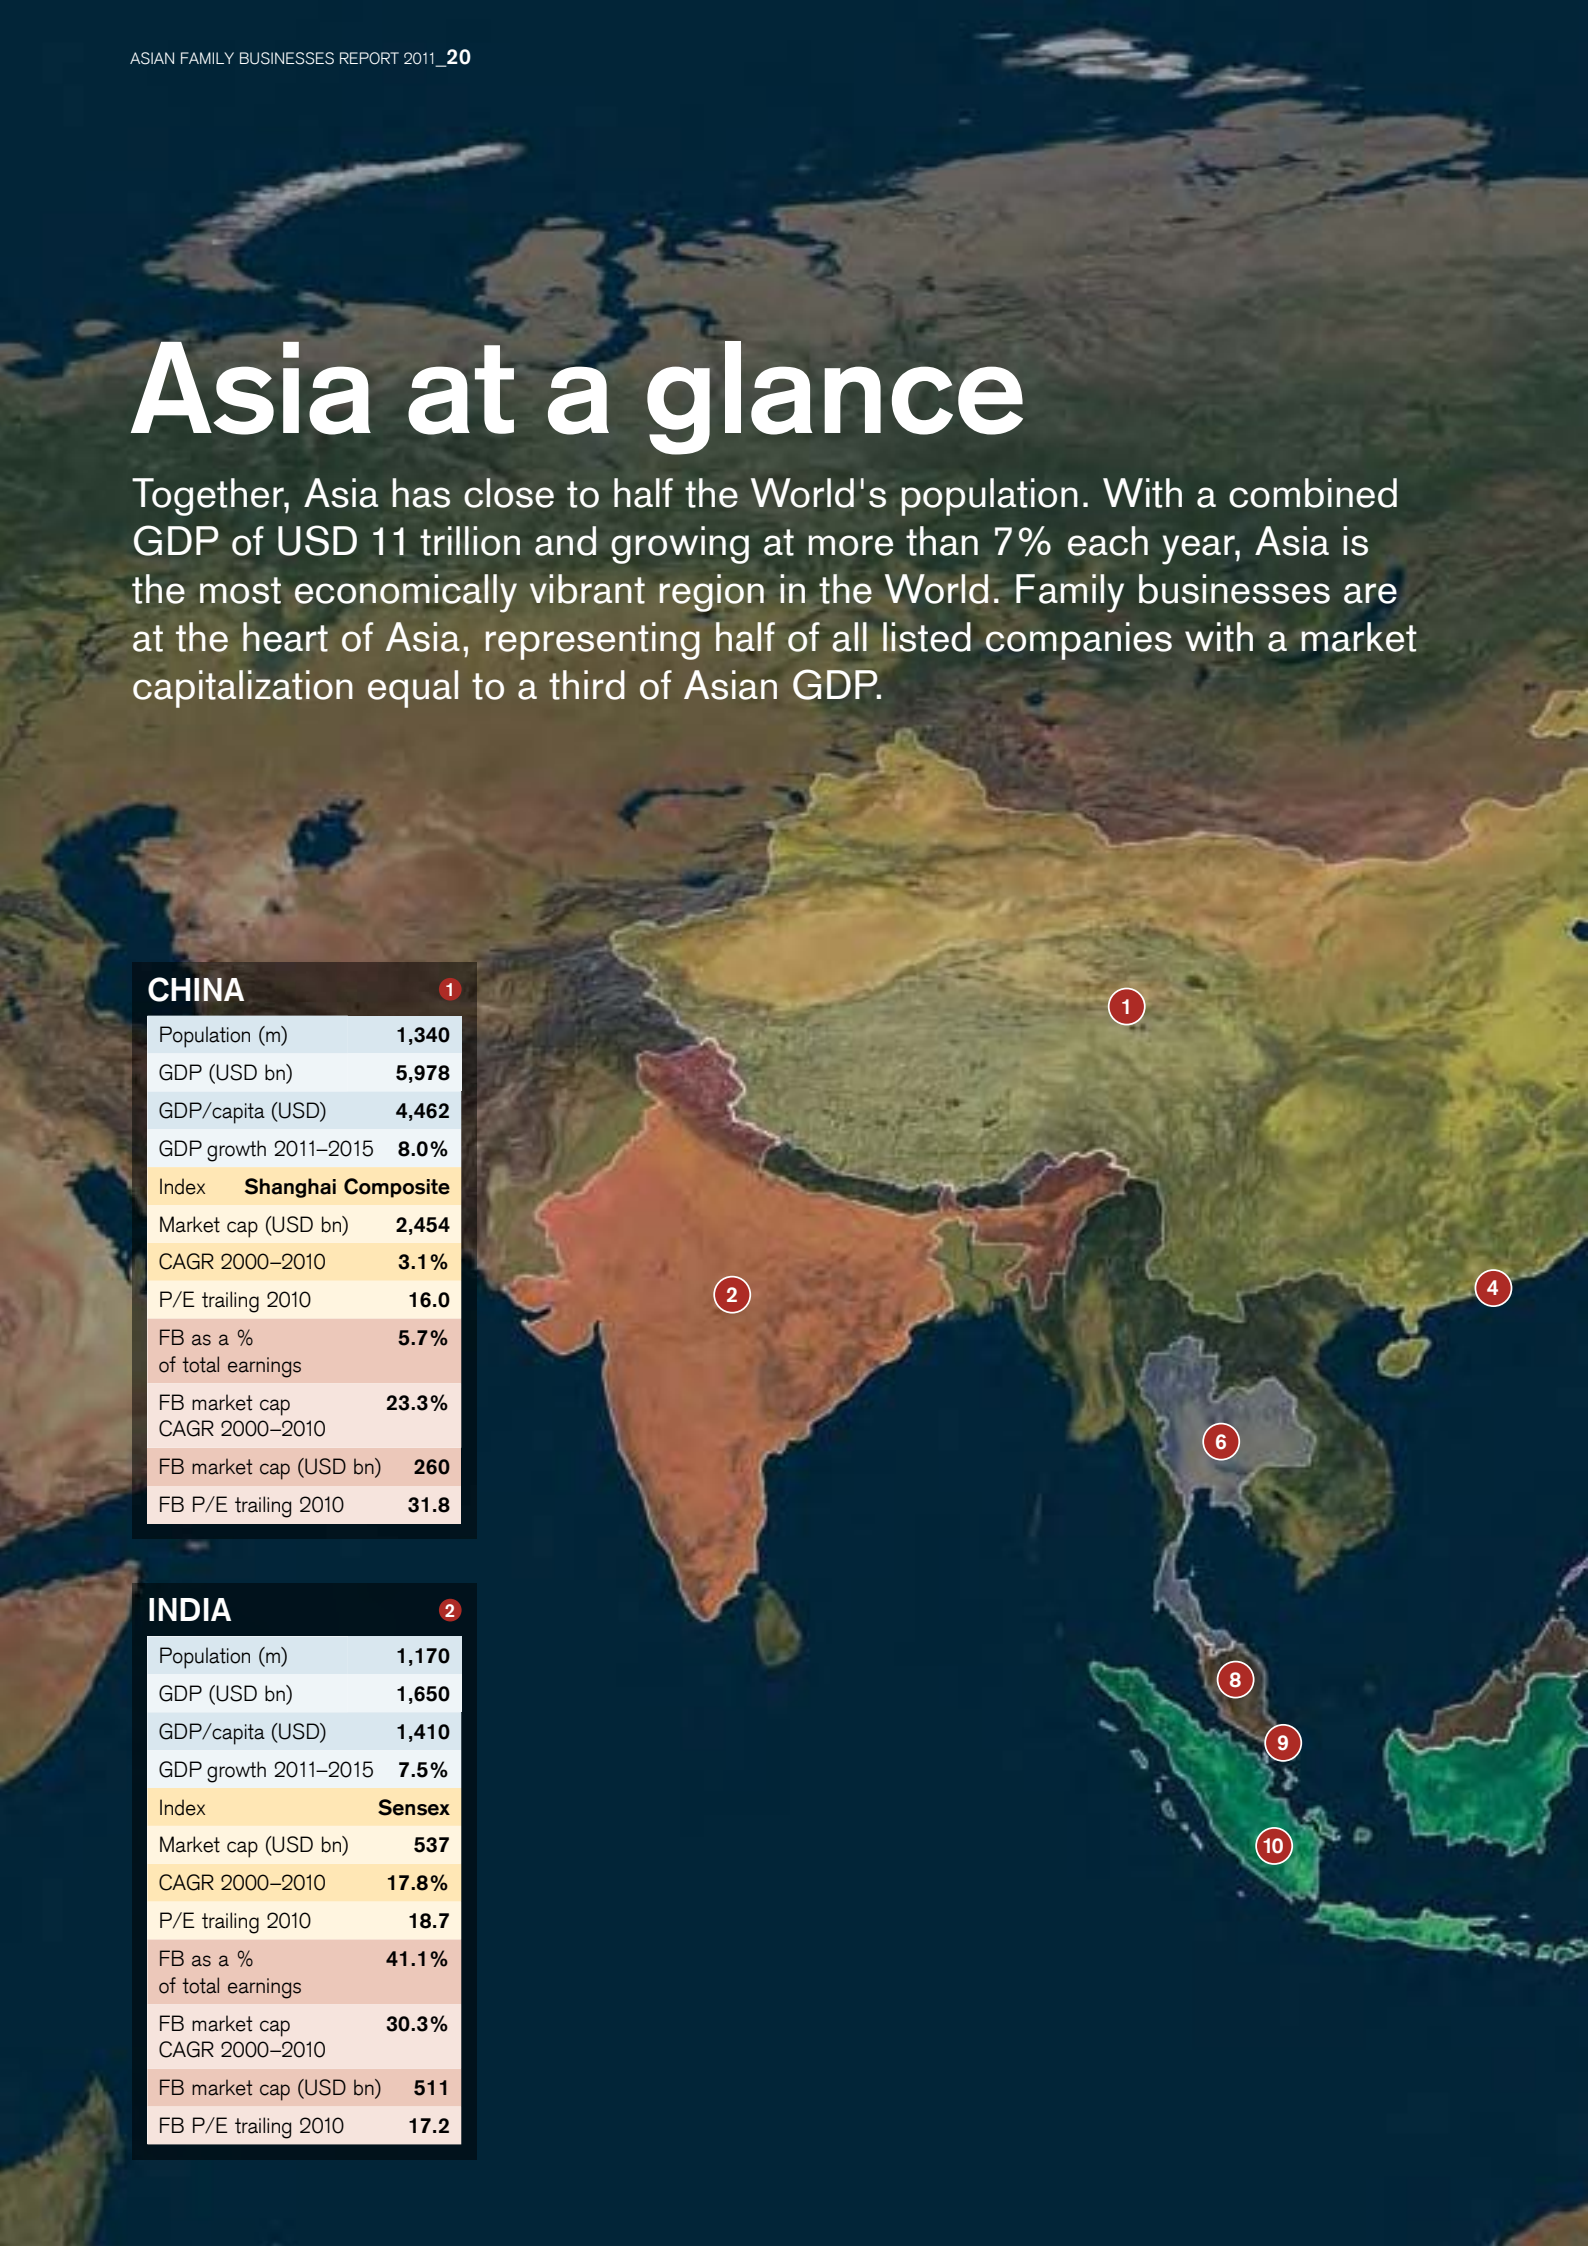 ASIAN FAMILY BUSINESSES REPORT 2011_20
Asia at a glance
Together, Asia has close to half the World's population. With a combined
GDP of USD 11 trillion and growing at more than 7% each year, Asia is
the most economically vibrant region in the World. Family businesses are
at the heart of Asia, representing half of all listed companies with a market
capitalization equal to a third of Asian GDP.
CHINA 1
Population (m) 1,340
GDP (USD bn) 5,978
GDP/capita (USD) 4,462
GDP growth 2011–2015 8.0%
Index Shanghai Composite
Market cap (USD bn) 2,454
CAGR 2000–2010 3.1%
P/E trailing 2010 16.0
FB as a % 5.7%
of total earnings
FB market cap 23.3%
CAGR 2000–2010
FB market cap (USD bn) 260
FB P/E trailing 2010 31.8
INDIA 2
Population (m) 1,170
GDP (USD bn) 1,650
GDP/capita (USD) 1,410
GDP growth 2011–2015 7.5%
Index Sensex
Market cap (USD bn) 537
CAGR 2000–2010 17.8%
P/E trailing 2010 18.7
FB as a % 41.1%
of total earnings
FB market cap 30.3%
CAGR 2000–2010
FB market cap (USD bn) 511
FB P/E trailing 2010 17.2
1
2
4
6
8
9
10